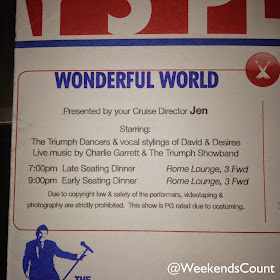 WONDERFUL WORLD
Presented by your Cruise Director Jen
Starring:
The Triumph Dancers & vocal stylings of David & Desiree
Live music by Charlie Garrett & The Triumph Showband
7:00pm Late Seating Dinner Rome Lounge, 3 Fwd
9:00pm Early Seating Dinner Rome Lounge, 3 Fwd
Due to copyright law & safety of the performers, videotaping &
photography are strictly prohibited. This show is PG rated due to costuming.
THE
@WeekendsCount